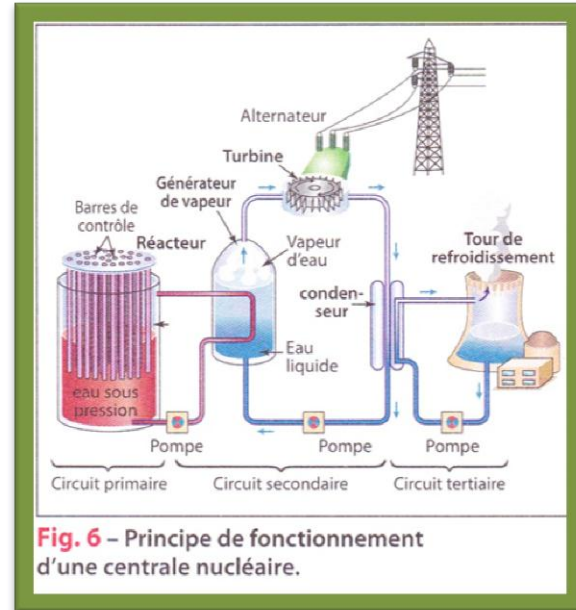 Alternateur
Turbine
Générateur
de vapeur
Barres de
contrôle
Réacteur
Vapeur
d'eau
Tour de
refroidissement
conden-
seur
Eau
liquide
eau sous
pression
Pompe
Pompe
Pompe
Circuit primaire
Circuit secondaire
Circuit tertiaire
Fig. 6 – Principe de fonctionnement
d'une centrale nucléaire.